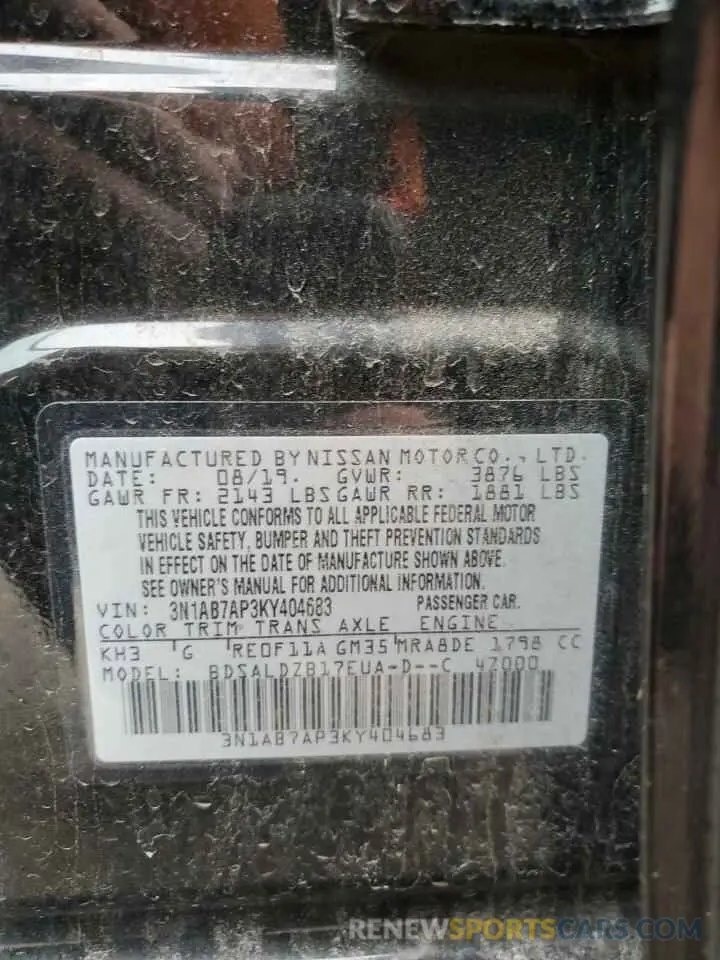 MANUFACTURED BY NISSAN MOTOR CO., LTD.
DATE: 08/19. GVWR: 3876 LBS
GAWR FR: 2143 LBS GAWR RR: 1881 LBS
THIS VEHICLE CONFORMS TO ALL APPLICABLE FEDERAL MOTOR
VEHICLE SAFETY, BUMPER AND THEFT PREVENTION STANDARDS
IN EFFECT ON THE DATE OF MANUFACTURE SHOWN ABOVE.
SEE OWNER'S MANUAL FOR ADDITIONAL INFORMATION.
VIN: 3N1AB7AP3KY404683 PASSENGER CAR.
COLOR TRIM TRANS AXLE ENGINE
KH3 G RE0F11A GM35 MRA8DE 1798 CC
MODEL: BDSALDZB17EUA-D--C 47000
3N1AB7AP3KY404683
RENEWSPORTSCARS.COM